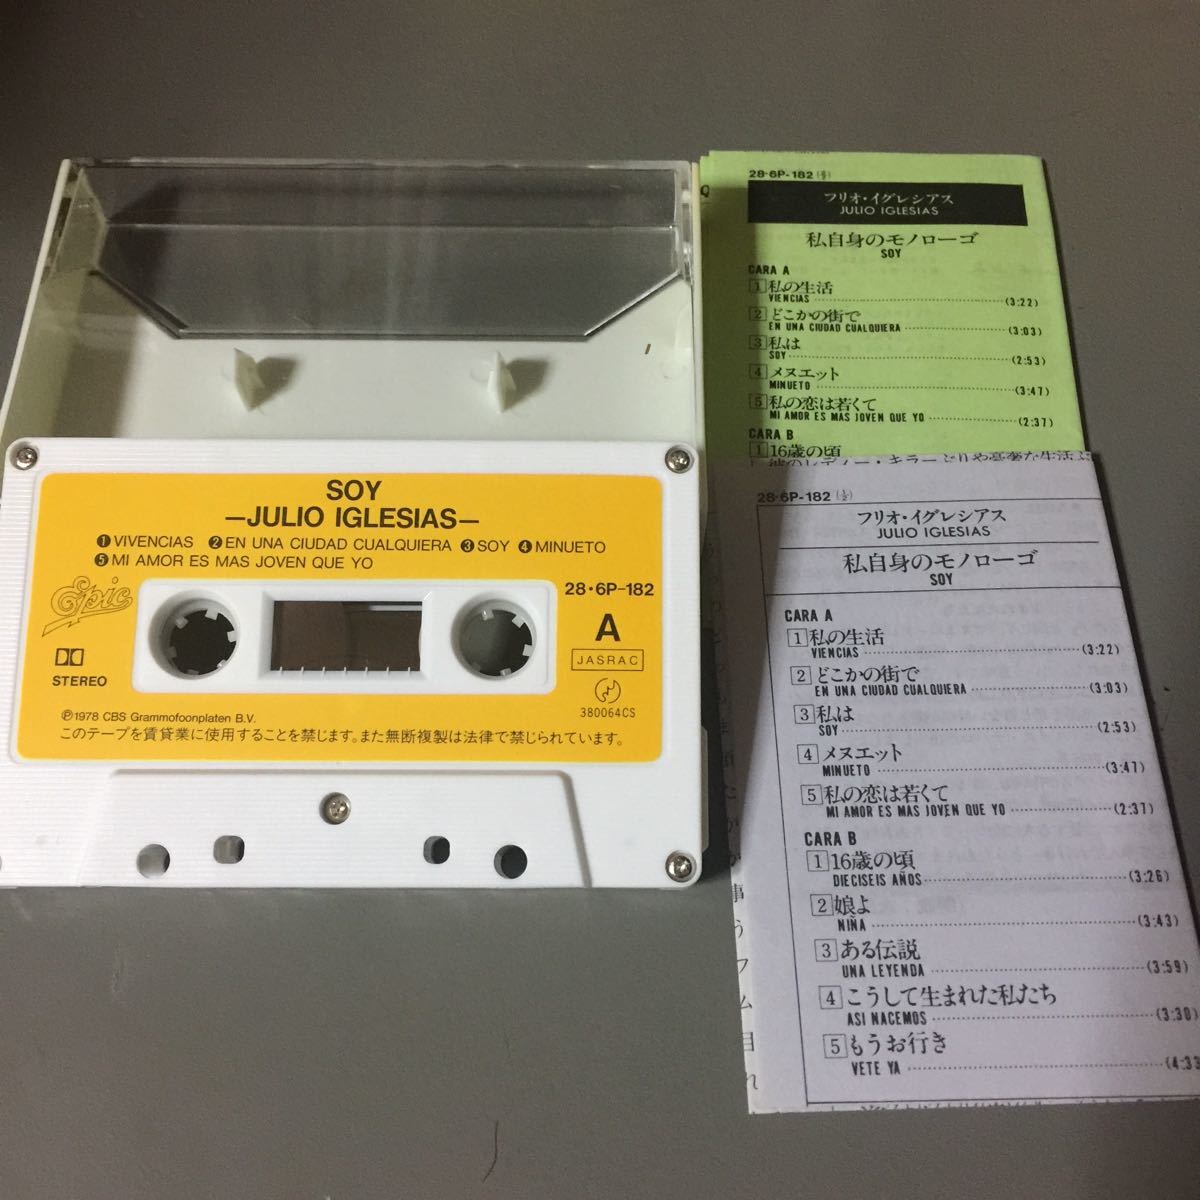 SOY
—JULIO IGLESIAS—
❶VIVENCIAS ❷EN UNA CIUDAD CUALQUIERA ❸SOY ❹MINUETO
❺MI AMOR ES MAS JOVEN QUE YO
Epic
28・6P-182
A
JASRAC
STEREO
380064CS
Ⓟ1978 CBS Grammofoonplaten B.V.
このテープを賃貸業に使用することを禁じます。また無断複製は法律で禁じられています。
28・6P-182
フリオ・イグレシアス
JULIO IGLESIAS
私自身のモノローゴ
SOY
CARA A
1 私の生活
VIENCIAS (3:22)
2 どこかの街で
EN UNA CIUDAD CUALQUIERA (3:03)
3 私は
SOY (2:53)
4 メヌエット
MINUETO (3:47)
5 私の恋は若くて
MI AMOR ES MAS JOVEN QUE YO (2:37)
CARA B
1 16歳の頃
28・6P-182 (1/2)
フリオ・イグレシアス
JULIO IGLESIAS
私自身のモノローゴ
SOY
CARA A
1 私の生活
VIENCIAS (3:22)
2 どこかの街で
EN UNA CIUDAD CUALQUIERA (3:03)
3 私は
SOY (2:53)
4 メヌエット
MINUETO (3:47)
5 私の恋は若くて
MI AMOR ES MAS JOVEN QUE YO (2:37)
CARA B
1 16歳の頃
DIECISEIS AÑOS (3:26)
2 娘よ
NIÑA (3:43)
3 ある伝説
UNA LEYENDA (3:59)
4 こうして生まれた私たち
ASI NACEMOS (3:30)
5 もうお行き
VETE YA (4:33